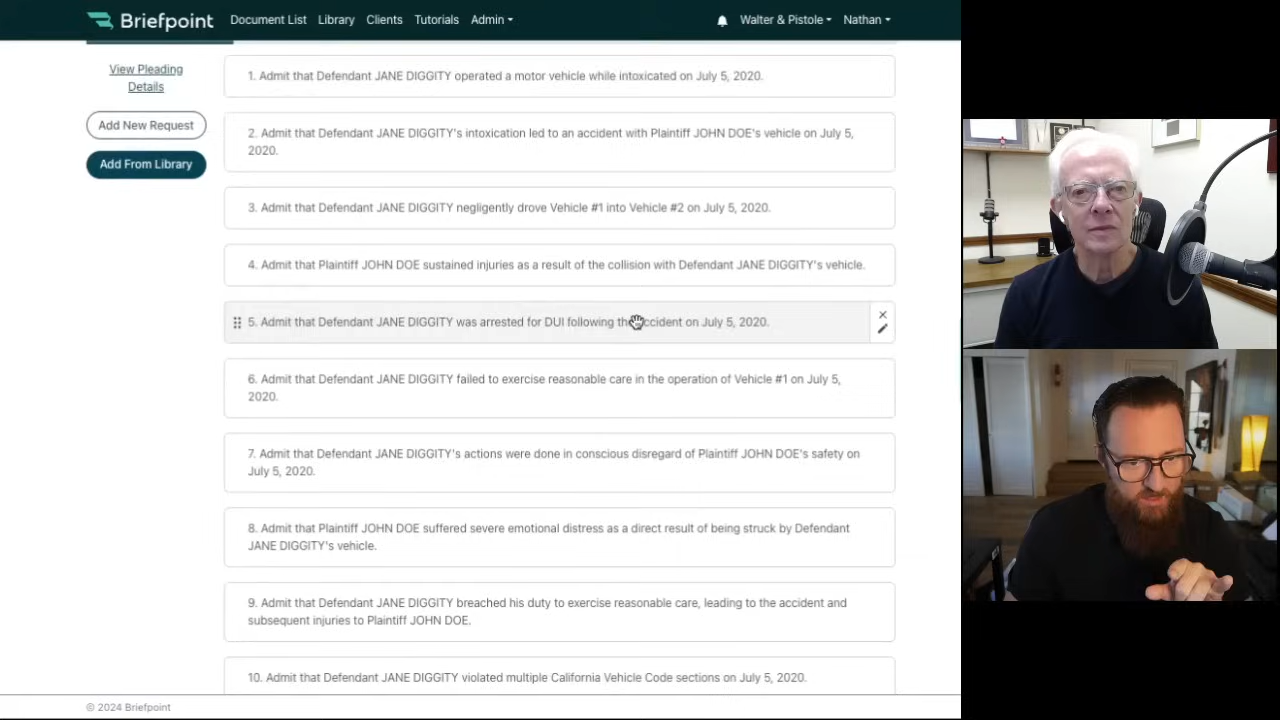 Briefpoint Document List Library Clients Tutorials Admin Walter & Pistole Nathan
View Pleading
Details
Add New Request
Add From Library
1. Admit that Defendant JANE DIGGITY operated a motor vehicle while intoxicated on July 5, 2020.
2. Admit that Defendant JANE DIGGITY's intoxication led to an accident with Plaintiff JOHN DOE's vehicle on July 5,
2020.
3. Admit that Defendant JANE DIGGITY negligently drove Vehicle #1 into Vehicle #2 on July 5, 2020.
4. Admit that Plaintiff JOHN DOE sustained injuries as a result of the collision with Defendant JANE DIGGITY's vehicle.
5. Admit that Defendant JANE DIGGITY was arrested for DUI following the accident on July 5, 2020.
6. Admit that Defendant JANE DIGGITY failed to exercise reasonable care in the operation of Vehicle #1 on July 5,
2020.
7. Admit that Defendant JANE DIGGITY's actions were done in conscious disregard of Plaintiff JOHN DOE's safety on
July 5, 2020.
8. Admit that Plaintiff JOHN DOE suffered severe emotional distress as a direct result of being struck by Defendant
JANE DIGGITY's vehicle.
9. Admit that Defendant JANE DIGGITY breached his duty to exercise reasonable care, leading to the accident and
subsequent injuries to Plaintiff JOHN DOE.
10. Admit that Defendant JANE DIGGITY violated multiple California Vehicle Code sections on July 5, 2020.
© 2024 Briefpoint